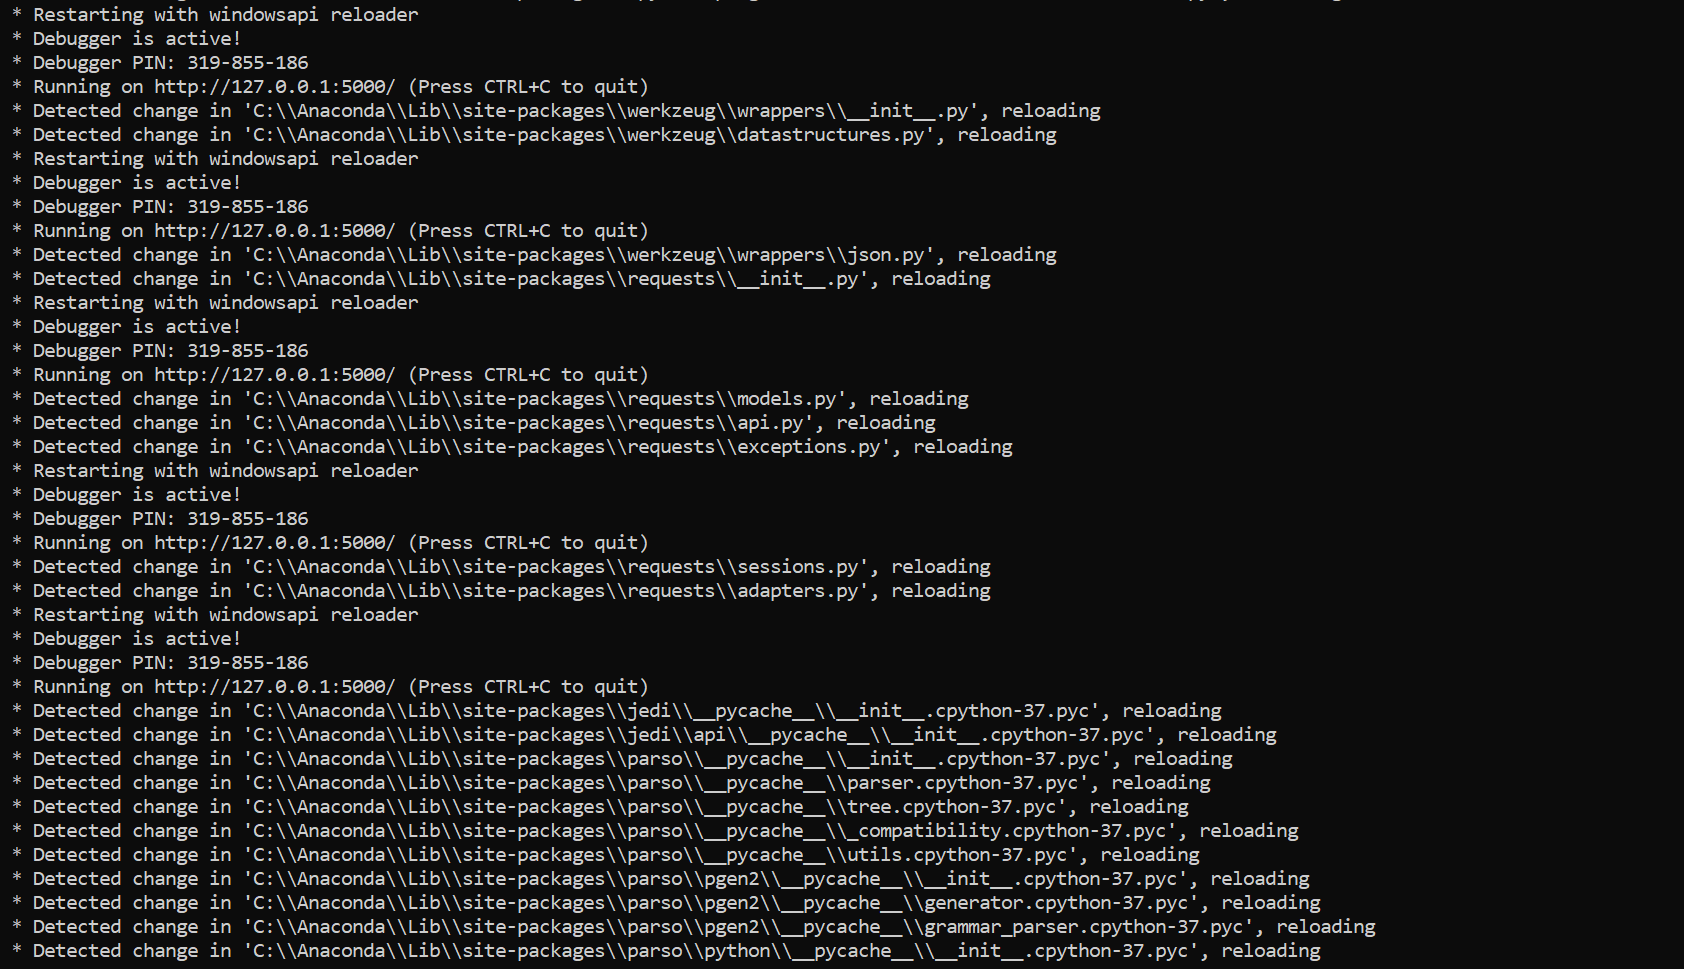 * Restarting with windowsapi reloader
* Debugger is active!
* Debugger PIN: 319-855-186
* Running on http://127.0.0.1:5000/ (Press CTRL+C to quit)
* Detected change in 'C:\\Anaconda\\Lib\\site-packages\\werkzeug\\wrappers\\__init__.py', reloading
* Detected change in 'C:\\Anaconda\\Lib\\site-packages\\werkzeug\\datastructures.py', reloading
* Restarting with windowsapi reloader
* Debugger is active!
* Debugger PIN: 319-855-186
* Running on http://127.0.0.1:5000/ (Press CTRL+C to quit)
* Detected change in 'C:\\Anaconda\\Lib\\site-packages\\werkzeug\\wrappers\\json.py', reloading
* Detected change in 'C:\\Anaconda\\Lib\\site-packages\\requests\\__init__.py', reloading
* Restarting with windowsapi reloader
* Debugger is active!
* Debugger PIN: 319-855-186
* Running on http://127.0.0.1:5000/ (Press CTRL+C to quit)
* Detected change in 'C:\\Anaconda\\Lib\\site-packages\\requests\\models.py', reloading
* Detected change in 'C:\\Anaconda\\Lib\\site-packages\\requests\\api.py', reloading
* Detected change in 'C:\\Anaconda\\Lib\\site-packages\\requests\\exceptions.py', reloading
* Restarting with windowsapi reloader
* Debugger is active!
* Debugger PIN: 319-855-186
* Running on http://127.0.0.1:5000/ (Press CTRL+C to quit)
* Detected change in 'C:\\Anaconda\\Lib\\site-packages\\requests\\sessions.py', reloading
* Detected change in 'C:\\Anaconda\\Lib\\site-packages\\requests\\adapters.py', reloading
* Restarting with windowsapi reloader
* Debugger is active!
* Debugger PIN: 319-855-186
* Running on http://127.0.0.1:5000/ (Press CTRL+C to quit)
* Detected change in 'C:\\Anaconda\\Lib\\site-packages\\jedi\\__pycache__\\__init__.cpython-37.pyc', reloading
* Detected change in 'C:\\Anaconda\\Lib\\site-packages\\jedi\\api\\__pycache__\\__init__.cpython-37.pyc', reloading
* Detected change in 'C:\\Anaconda\\Lib\\site-packages\\parso\\__pycache__\\__init__.cpython-37.pyc', reloading
* Detected change in 'C:\\Anaconda\\Lib\\site-packages\\parso\\__pycache__\\parser.cpython-37.pyc', reloading
* Detected change in 'C:\\Anaconda\\Lib\\site-packages\\parso\\__pycache__\\tree.cpython-37.pyc', reloading
* Detected change in 'C:\\Anaconda\\Lib\\site-packages\\parso\\__pycache__\\_compatibility.cpython-37.pyc', reloading
* Detected change in 'C:\\Anaconda\\Lib\\site-packages\\parso\\__pycache__\\utils.cpython-37.pyc', reloading
* Detected change in 'C:\\Anaconda\\Lib\\site-packages\\parso\\pgen2\\__pycache__\\__init__.cpython-37.pyc', reloading
* Detected change in 'C:\\Anaconda\\Lib\\site-packages\\parso\\pgen2\\__pycache__\\generator.cpython-37.pyc', reloading
* Detected change in 'C:\\Anaconda\\Lib\\site-packages\\parso\\pgen2\\__pycache__\\grammar_parser.cpython-37.pyc', reloading
* Detected change in 'C:\\Anaconda\\Lib\\site-packages\\parso\\python\\__pycache__\\__init__.cpython-37.pyc', reloading